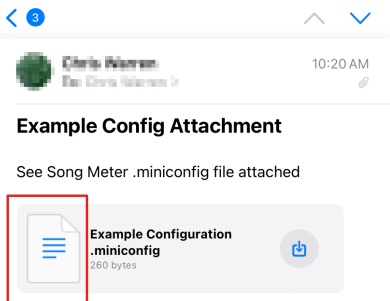 3
10:20 AM
Example Config Attachment
See Song Meter .miniconfig file attached
Example Configuration
.miniconfig
260 bytes